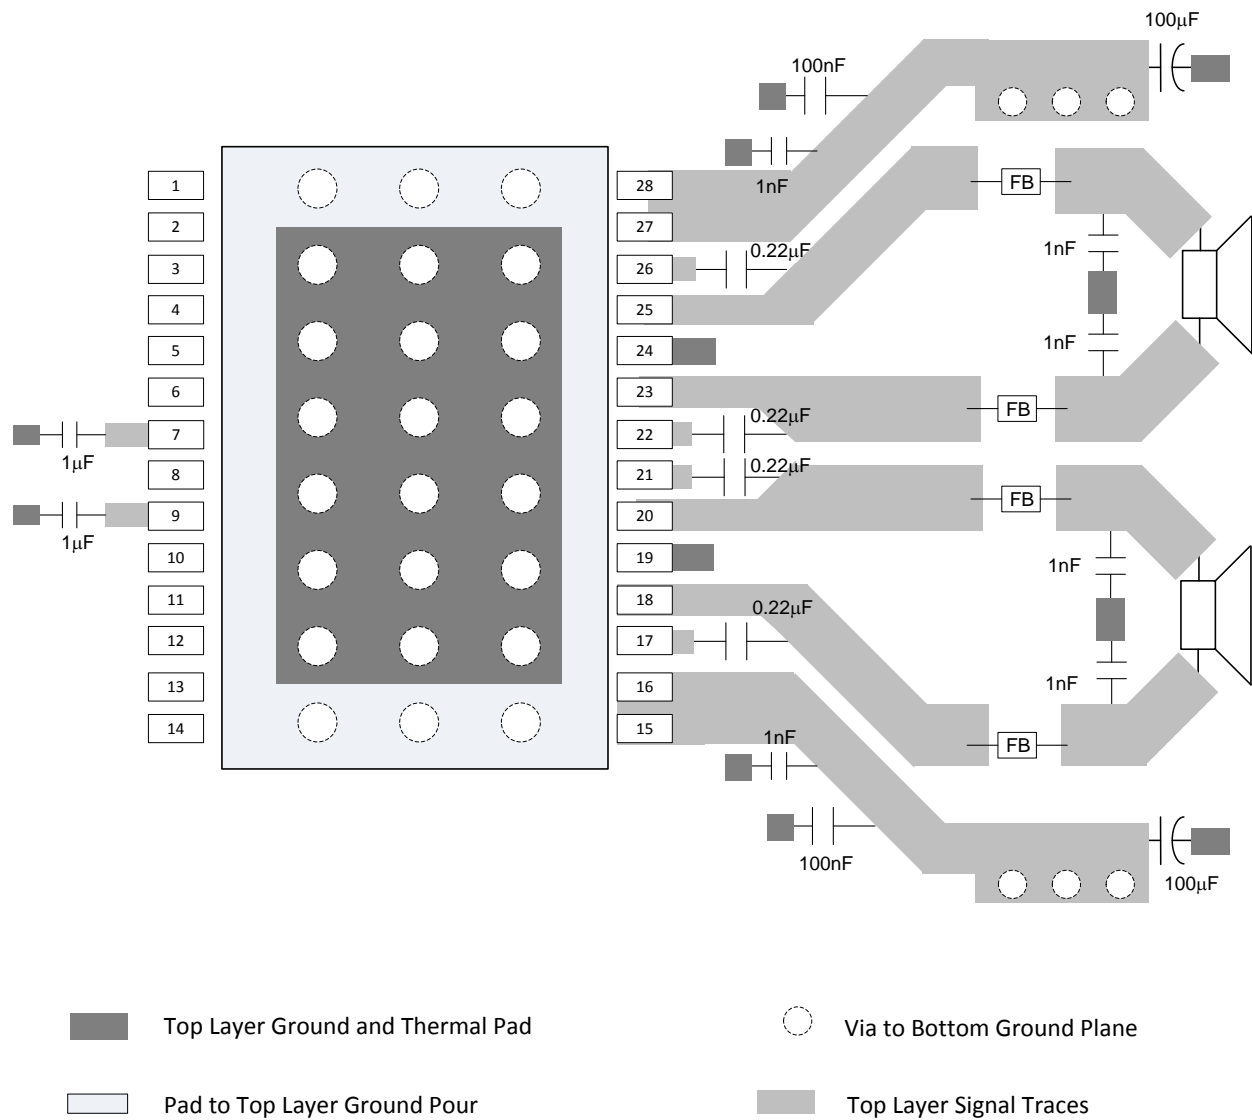 100µF
100nF
1nF
1
28
FB
2
27
1nF
0.22µF
3
26
4
25
5
24
1nF
6
23
FB
0.22µF
7
22
1µF
0.22µF
8
21
FB
9
20
1µF
10
19
1nF
11
18
0.22µF
12
17
1nF
13
16
14
15
1nF
FB
100nF
100µF
Top Layer Ground and Thermal Pad
Via to Bottom Ground Plane
Pad to Top Layer Ground Pour
Top Layer Signal Traces